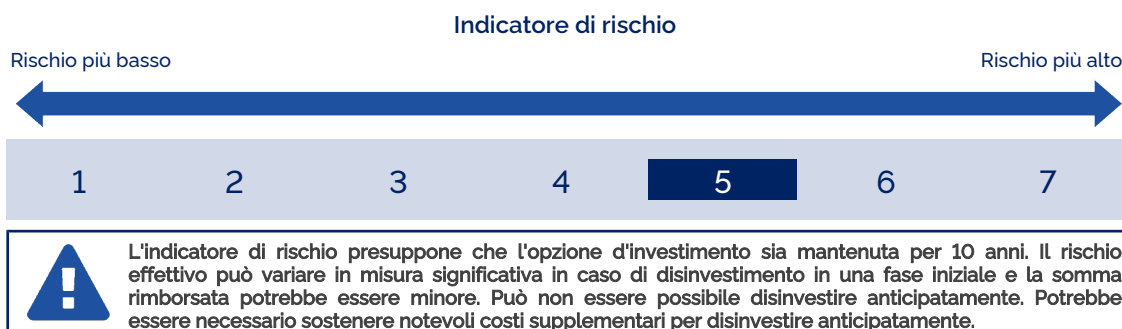 Indicatore di rischio
Rischio più basso Rischio più alto
1 2 3 4 5 6 7
L'indicatore di rischio presuppone che l'opzione d'investimento sia mantenuta per 10 anni. Il rischio
effettivo può variare in misura significativa in caso di disinvestimento in una fase iniziale e la somma
rimborsata potrebbe essere minore. Può non essere possibile disinvestire anticipatamente. Potrebbe
essere necessario sostenere notevoli costi supplementari per disinvestire anticipatamente.